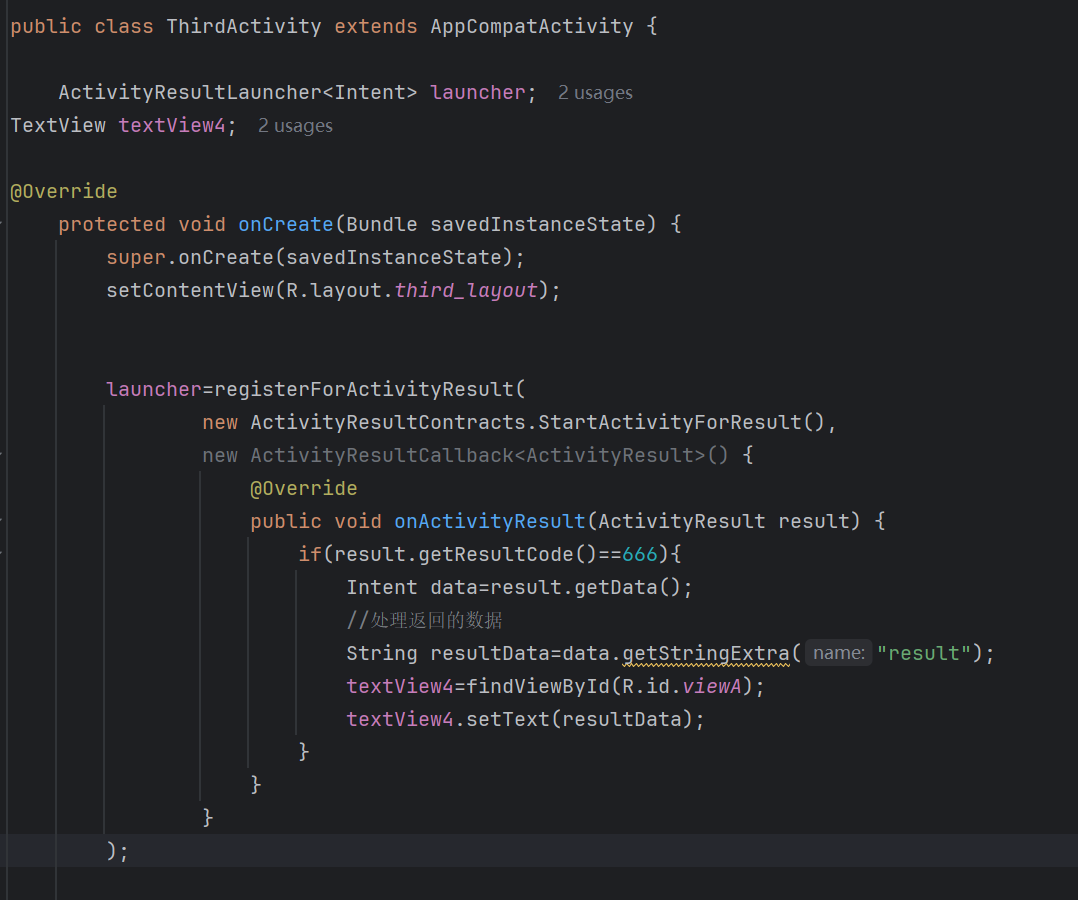 public class ThirdActivity extends AppCompatActivity {
ActivityResultLauncher<Intent> launcher; 2 usages
TextView textView4; 2 usages
@Override
protected void onCreate(Bundle savedInstanceState) {
super.onCreate(savedInstanceState);
setContentView(R.layout.third_layout);
launcher=registerForActivityResult(
new ActivityResultContracts.StartActivityForResult(),
new ActivityResultCallback<ActivityResult>() {
@Override
public void onActivityResult(ActivityResult result) {
if(result.getResultCode()==666){
Intent data=result.getData();
//处理返回的数据
String resultData=data.getStringExtra( name: "result");
textView4=findViewById(R.id.viewA);
textView4.setText(resultData);
}
}
}
);